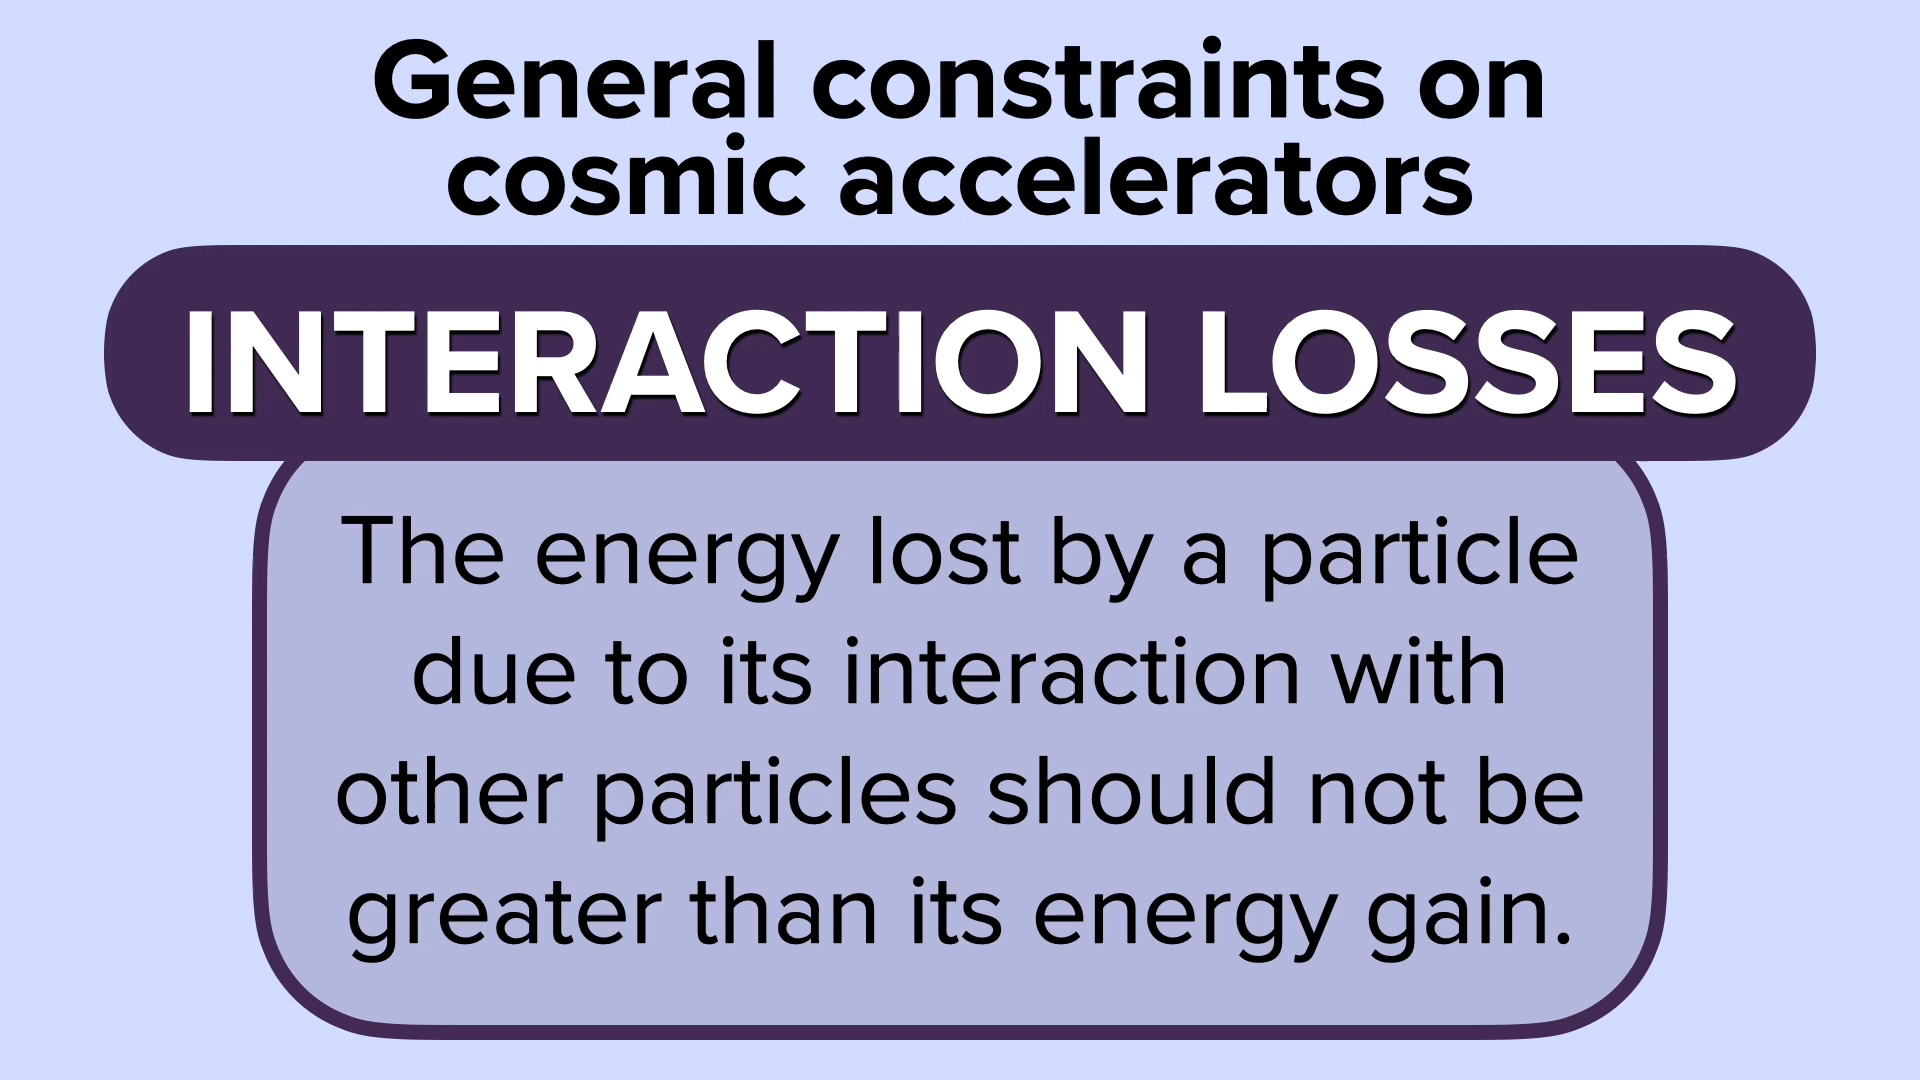 General constraints on
cosmic accelerators
INTERACTION LOSSES
The energy lost by a particle
due to its interaction with
other particles should not be
greater than its energy gain.